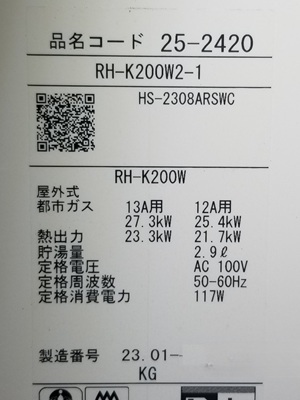 品名コード 25-2420
RH-K200W2-1
HS-2308ARSWC
RH-K200W
屋外式
都市ガス 13A用 12A用
27.3kW 25.4kW
熱出力 23.3kW 21.7kW
貯湯量 2.9ℓ
定格電圧 AC 100V
定格周波数 50-60Hz
定格消費電力 117W
製造番号 23.01-
KG